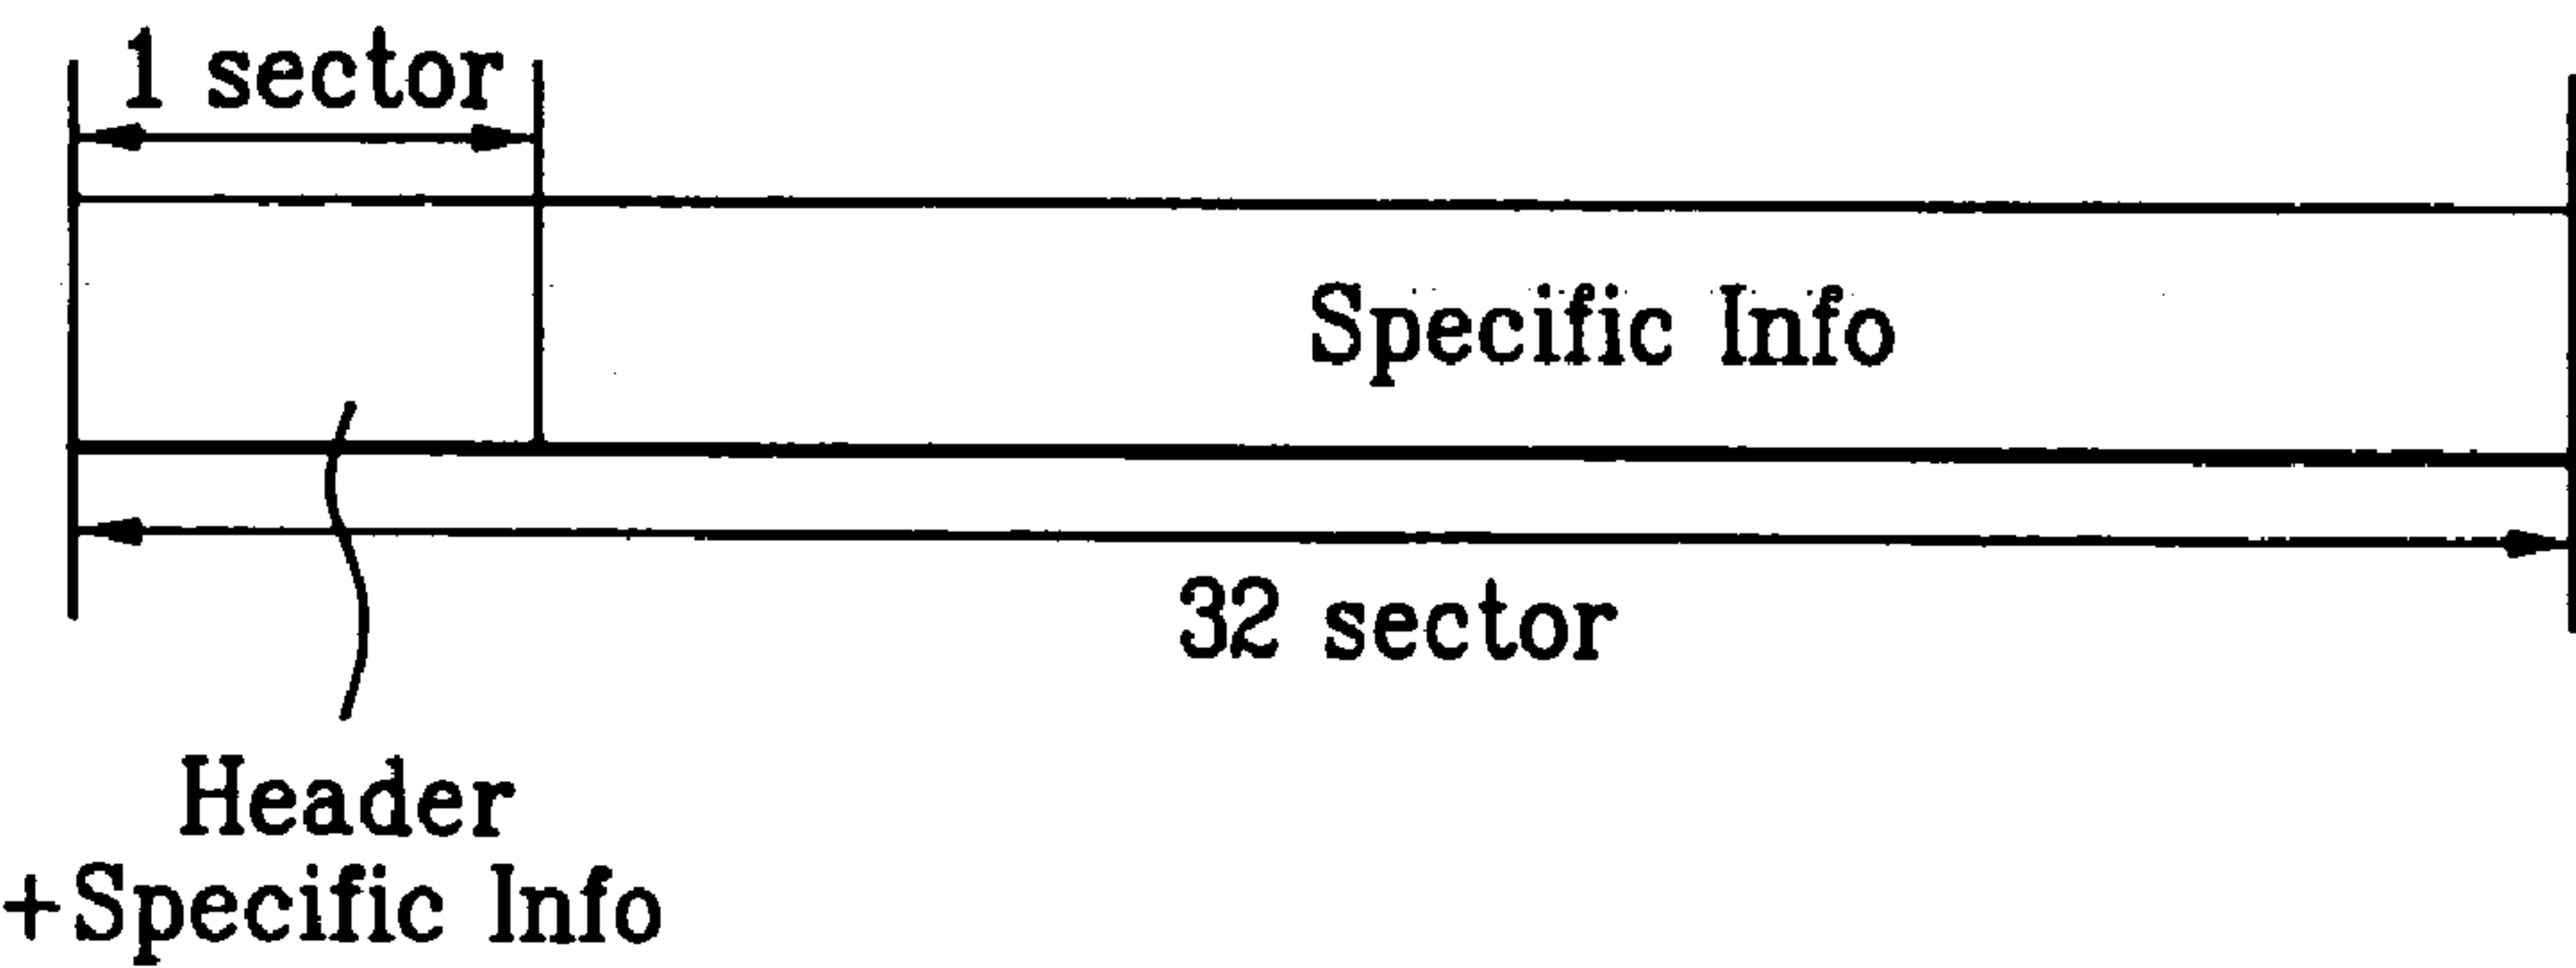 1 sector
Specific Info
32 sector
Header
+Specific Info